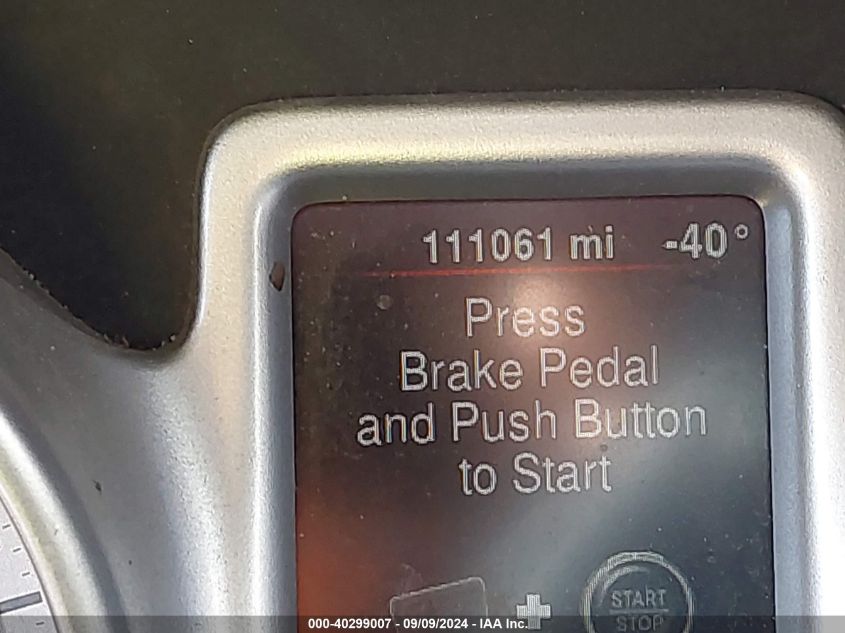 111061 mi -40°
Press
Brake Pedal
and Push Button
to Start
START
STOP
000-40299007 - 09/09/2024 - IAA Inc.